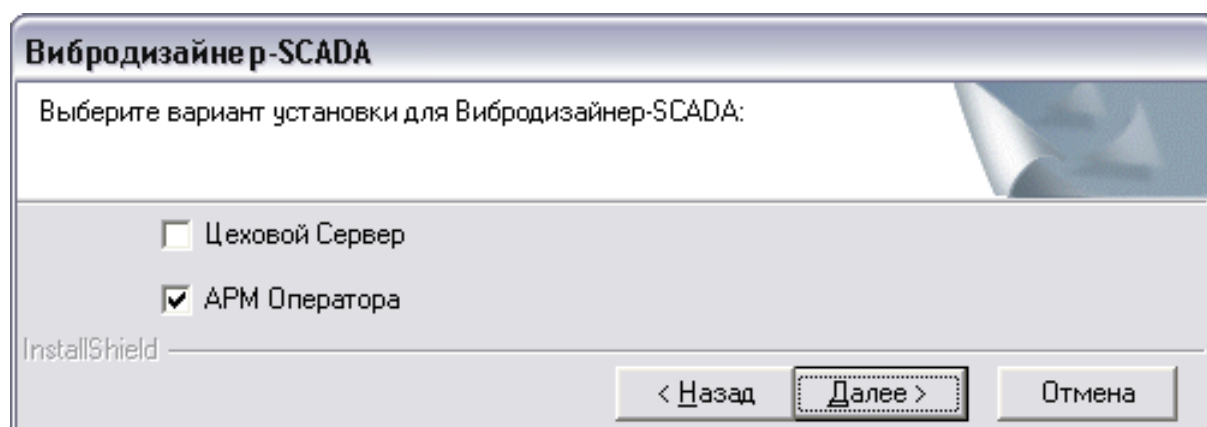 Вибродизайнер-SCADA
Выберите вариант установки для Вибродизайнер-SCADA:
Цеховой Сервер
АРМ Оператора
InstallShield
< Назад Далее > Отмена